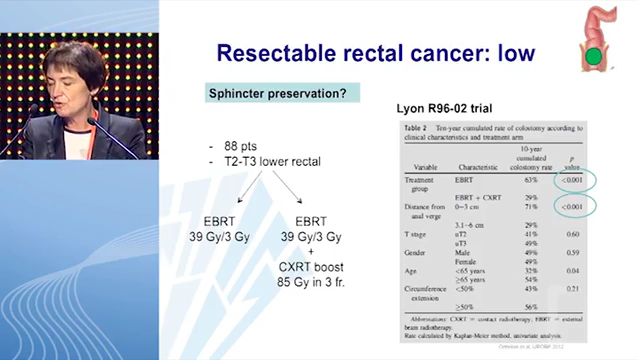 Resectable rectal cancer: low
Sphincter preservation?
- 88 pts
- T2-T3 lower rectal
EBRT
39 Gy/3 Gy
EBRT
39 Gy/3 Gy
+
CXRT boost
85 Gy in 3 fr.
Lyon R96-02 trial
Table 2 Ten-year cumulated rate of colostomy according to
clinical characteristics and treatment arm
Variable Characteristic 10-year cumulated colostomy rate p value
Treatment group EBRT 63% <0.001
EBRT + CXRT 29%
Distance from anal verge 0–3 cm 71% <0.001
3.1–6 cm 29%
T stage uT2 41% 0.60
uT3 49%
Gender Male 49% 0.59
Female 49%
Age <65 years 32% 0.04
≥65 years 54%
Circumference extension <50% 43% 0.21
≥50% 56%
Abbreviations: CXRT = contact radiotherapy; EBRT = external
beam radiotherapy.
Rate calculated by Kaplan-Meier method, univariate analysis.